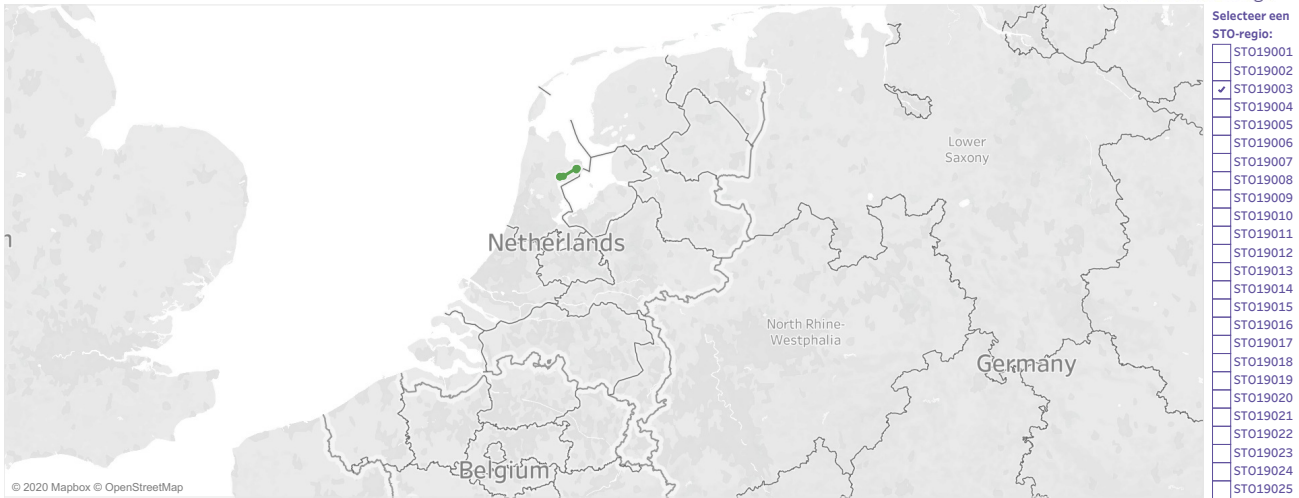 Selecteer een
STO-regio:
STO19001
STO19002
STO19003
STO19004
STO19005
STO19006
STO19007
STO19008
STO19009
STO19010
STO19011
STO19012
STO19013
STO19014
STO19015
STO19016
STO19017
STO19018
STO19019
STO19020
STO19021
STO19022
STO19023
STO19024
STO19025
Lower
Saxony
Netherlands
North Rhine-
Westphalia
Germany
Belgium
© 2020 Mapbox © OpenStreetMap